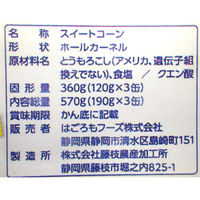 名　称　スイートコーン
形　状　ホールカーネル
原材料名　とうもろこし(アメリカ、遺伝子組
換えでない)、食塩　／　クエン酸
固 形 量　360g(120g×3缶)
内容総量　570g(190g×3缶)
賞味期限　かん底に記載
販 売 者　はごろもフーズ株式会社
静岡県静岡市清水区島崎町151
製 造 所　株式会社藤枝農産加工所
静岡県藤枝市堀之内825-1